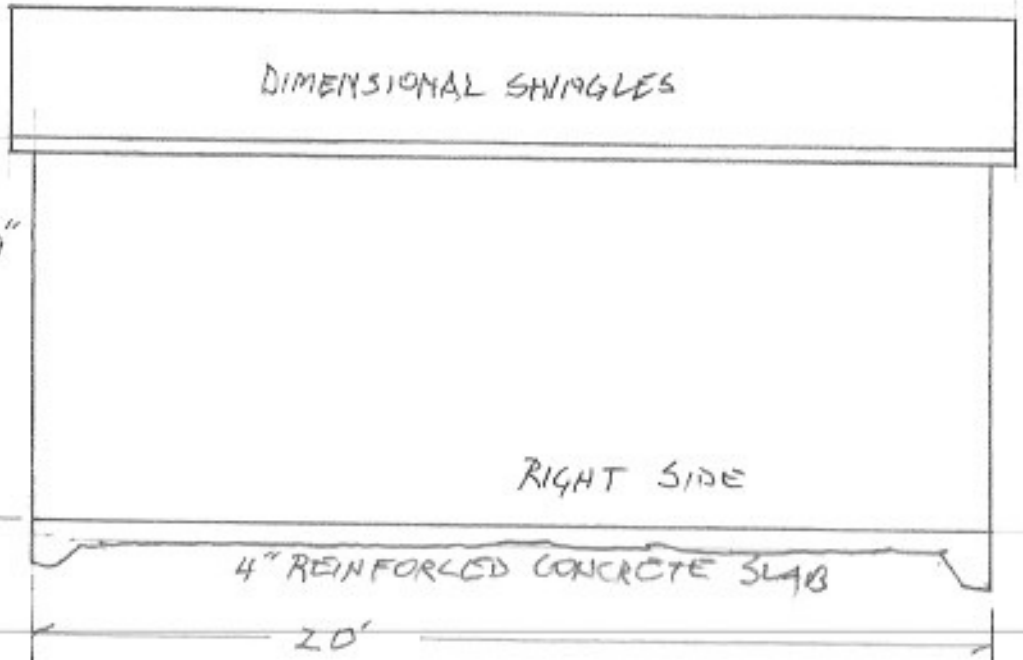 DIMENSIONAL SHINGLES
RIGHT SIDE
4" REINFORCED CONCRETE SLAB
20'